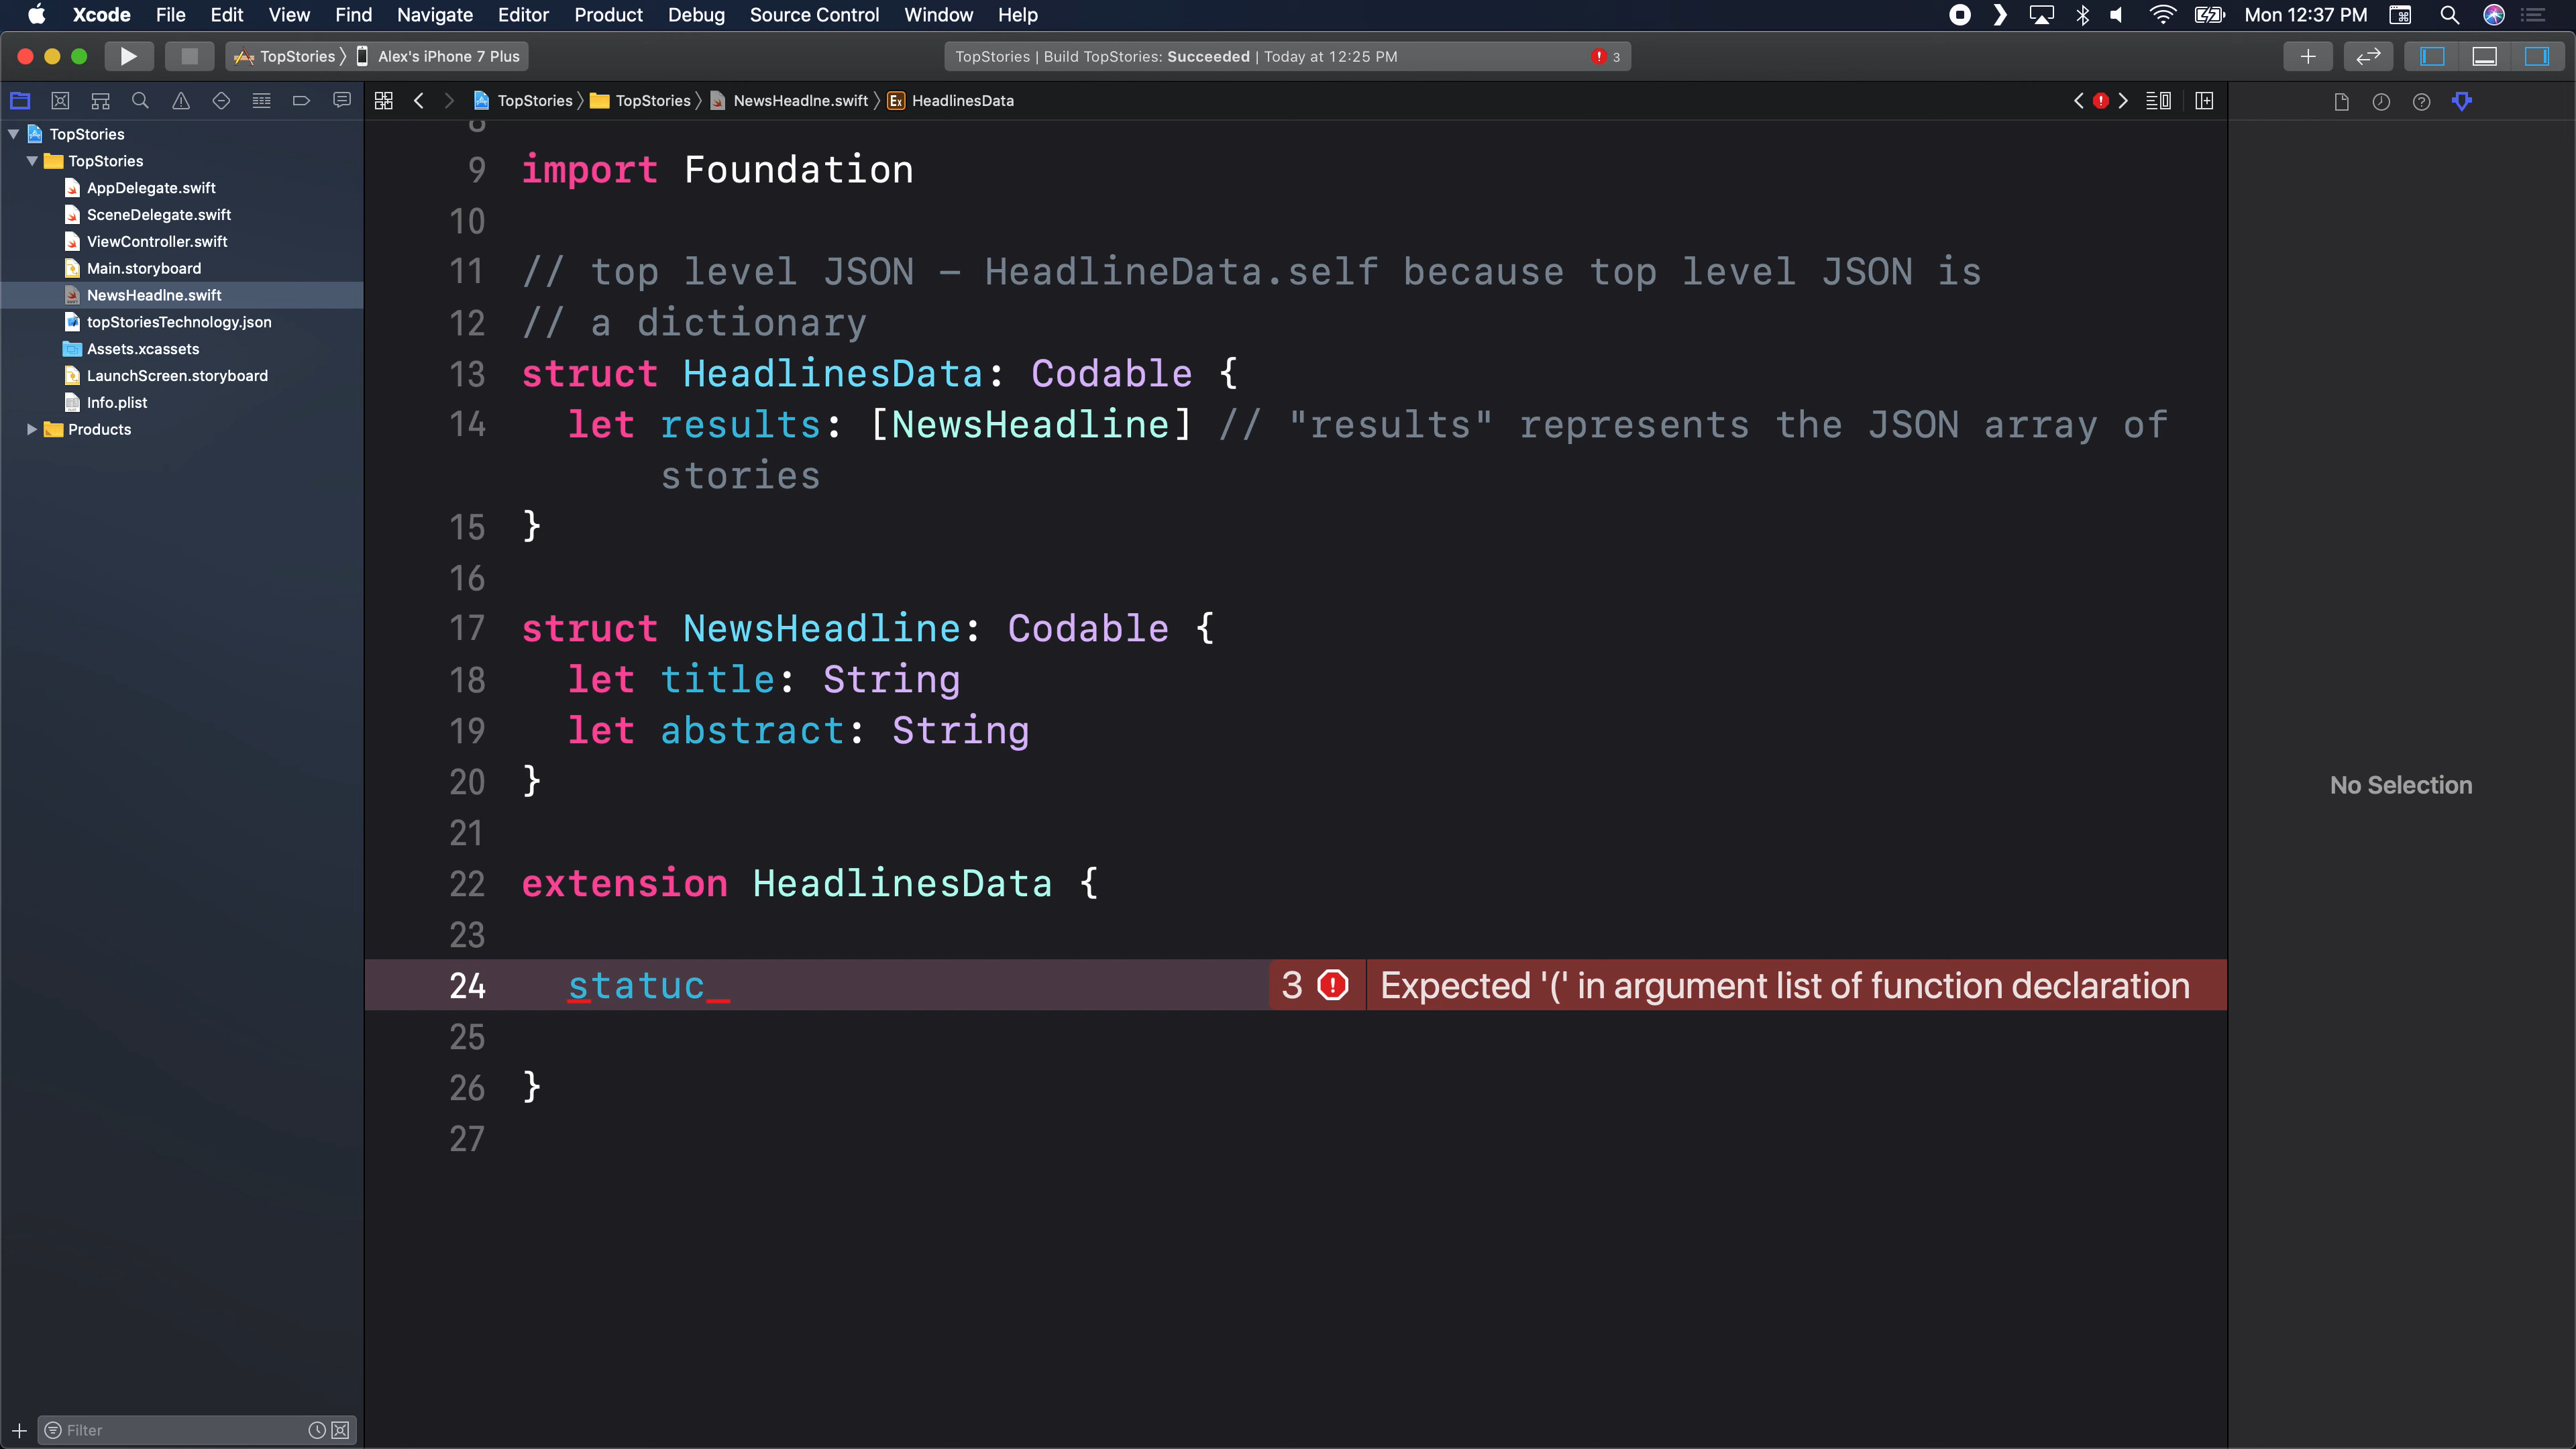 Xcode File Edit View Find Navigate Editor Product Debug Source Control Window Help Mon 12:37 PM
TopStories Alex's iPhone 7 Plus TopStories | Build TopStories: Succeeded | Today at 12:25 PM 3
TopStories TopStories NewsHeadlne.swift Ex HeadlinesData
TopStories
TopStories
AppDelegate.swift
SceneDelegate.swift
ViewController.swift
Main.storyboard
NewsHeadlne.swift
topStoriesTechnology.json
Assets.xcassets
LaunchScreen.storyboard
Info.plist
Products
Filter
8
9 import Foundation
10
11 // top level JSON – HeadlineData.self because top level JSON is
12 // a dictionary
13 struct HeadlinesData: Codable {
14 let results: [NewsHeadline] // "results" represents the JSON array of
stories
15 }
16
17 struct NewsHeadline: Codable {
18 let title: String
19 let abstract: String
20 }
21
22 extension HeadlinesData {
23
24 statuc 3 Expected '(' in argument list of function declaration
25
26 }
27
No Selection